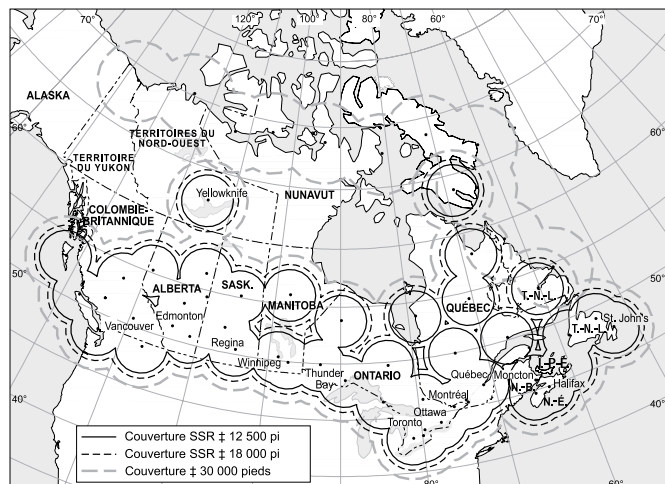 120°
100°
80°
60°
70°
70°
ALASKA
TERRITOIRES DU
NORD-OUEST
60°
TERRITOIRE
DU YUKON
60°
Yellowknife
NUNAVUT
COLOMBIE-
BRITANNIQUE
50°
ALBERTA
SASK.
MANITOBA
QUÉBEC
T.-N.-L.
50°
Vancouver
Edmonton
St. John's
T.-N.-L.
Regina
Winnipeg
Thunder
Bay
ONTARIO
Québec
Moncton
Î.-P.-É.
Halifax
N.-B.
N.-É.
Montréal
Ottawa
Toronto
40°
40°
80°
60°
Couverture SSR ‡ 12 500 pi
Couverture SSR ‡ 18 000 pi
Couverture ‡ 30 000 pieds